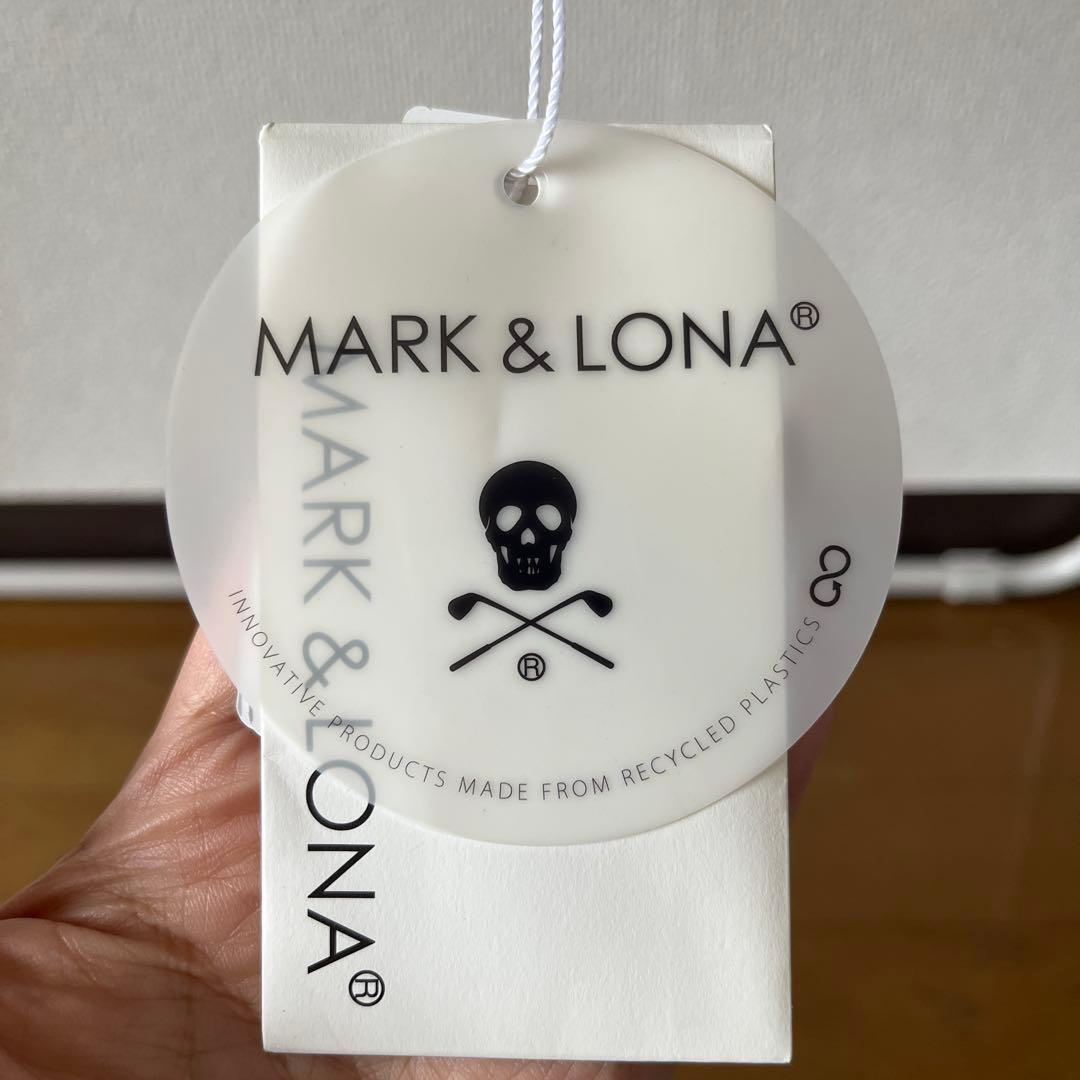 MARK & LONA®
®
INNOVATIVE PRODUCTS MADE FROM RECYCLED PLASTICS
MARK & LONA®